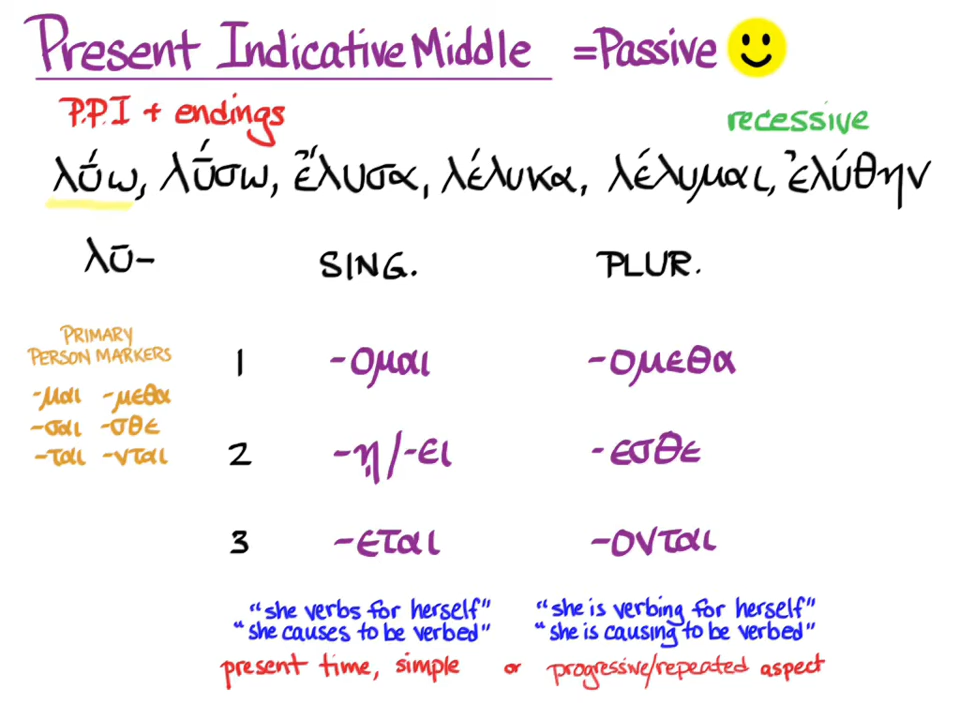 Present Indicative Middle = Passive
P.P.I + endings
recessive
λῡ́ω, λῡ́σω, ἔλυσα, λέλυκα, λέλυμαι, ἐλύθην
λῡ- SING. PLUR.
PRIMARY
PERSON MARKERS
-μαι -μεθα
-σαι -σθε
-ται -νται
1 -ομαι -ομεθα
2 -ῃ/-ει -εσθε
3 -εται -ονται
"she verbs for herself" "she is verbing for herself"
"she causes to be verbed" "she is causing to be verbed"
present time, simple or progressive/repeated aspect